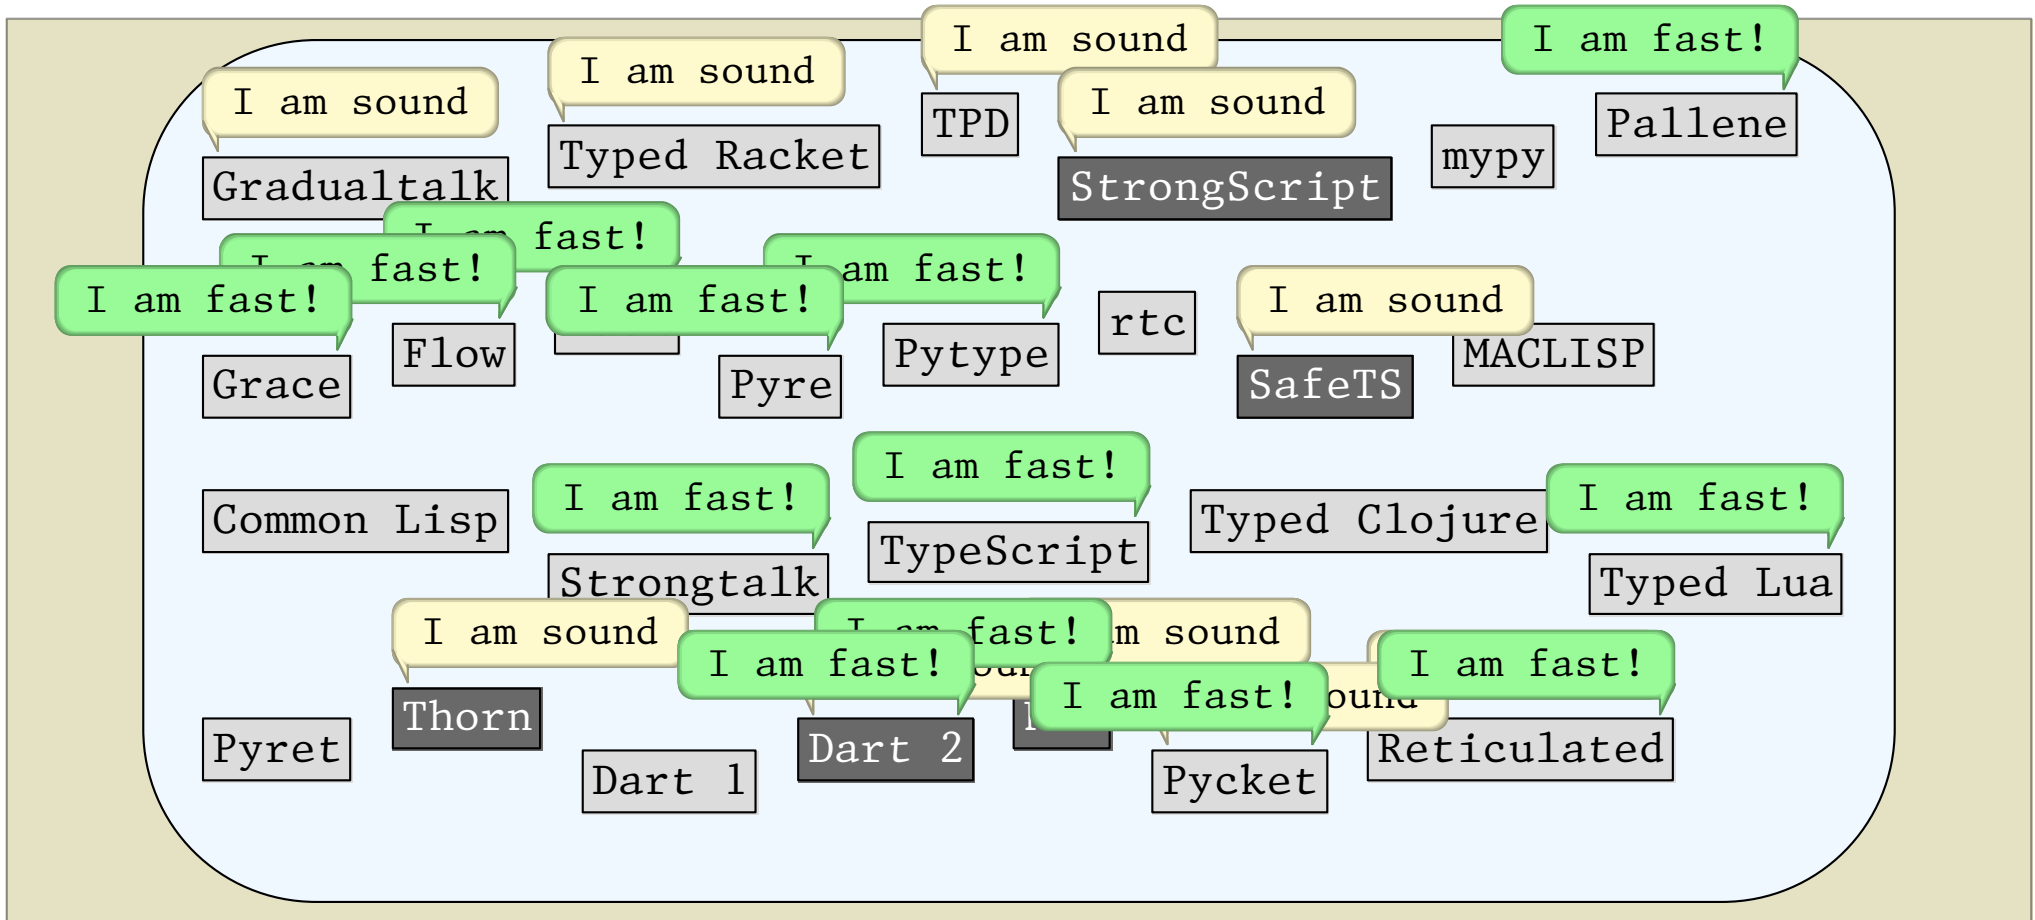 I am sound
I am fast!
I am sound
I am sound
I am sound
TPD
Pallene
Typed Racket
mypy
Gradualtalk
StrongScript
fast!
am fast!
am fast!
I am fast!
I am fast!
I am sound
rtc
Flow
Pytype
MACLISP
Grace
Pyre
SafeTS
I am fast!
I am fast!
I am fast!
Common Lisp
Typed Clojure
TypeScript
Strongtalk
Typed Lua
I am sound
I am fast!
sound
I am fast!
I am fast!
I am fast!
Thorn
Pyret
Dart 2
Reticulated
Dart 1
Pycket